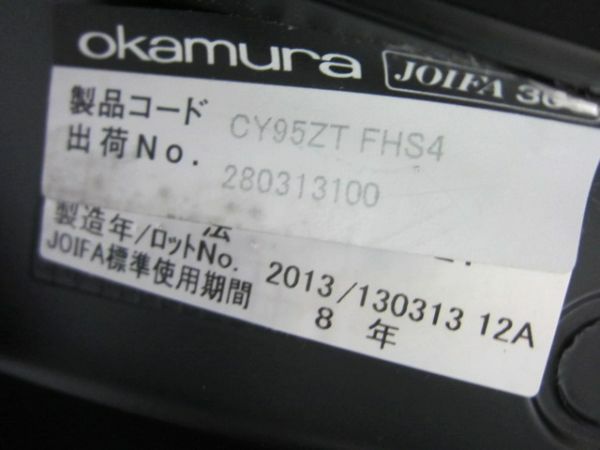 okamura JOIFA 30
製品コード CY95ZT FHS4
出荷No. 280313100
法
製造年/ロットNo. 2013/130313 12A
JOIFA標準使用期間 8 年